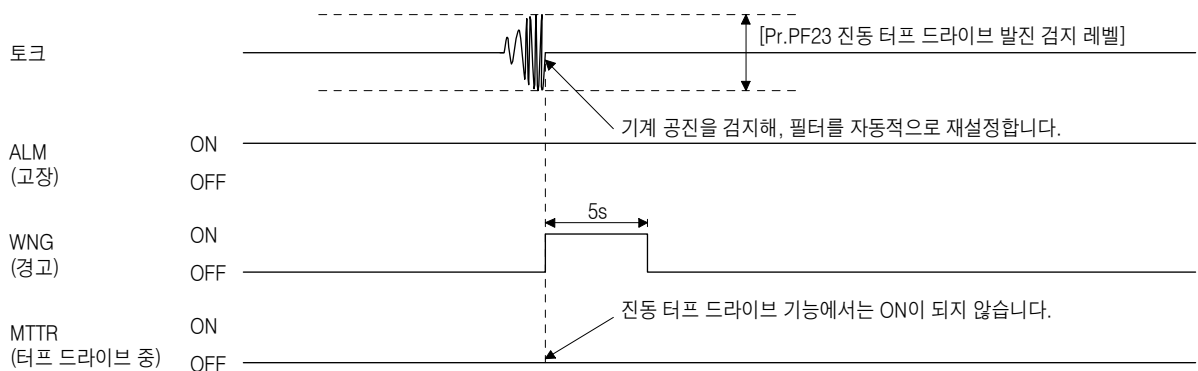 [Pr.PF23 진동 터프 드라이브 발진 검지 레벨]
토크
기계 공진을 검지해, 필터를 자동적으로 재설정합니다.
ALM
(고장)
ON
OFF
5s
WNG
(경고)
ON
OFF
진동 터프 드라이브 기능에서는 ON이 되지 않습니다.
MTTR
(터프 드라이브 중)
ON
OFF